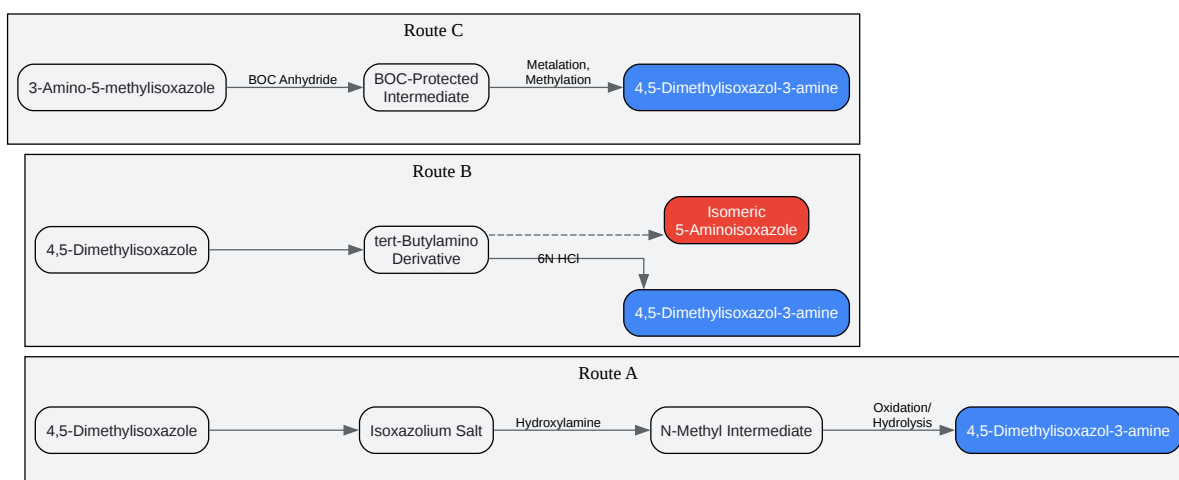 Route C
3-Amino-5-methylisoxazole
BOC Anhydride
BOC-Protected
Intermediate
Metalation,
Methylation
4,5-Dimethylisoxazol-3-amine
Route B
4,5-Dimethylisoxazole
tert-Butylamino
Derivative
Isomeric
5-Aminoisoxazole
6N HCl
4,5-Dimethylisoxazol-3-amine
Route A
4,5-Dimethylisoxazole
Isoxazolium Salt
Hydroxylamine
N-Methyl Intermediate
Oxidation/
Hydrolysis
4,5-Dimethylisoxazol-3-amine